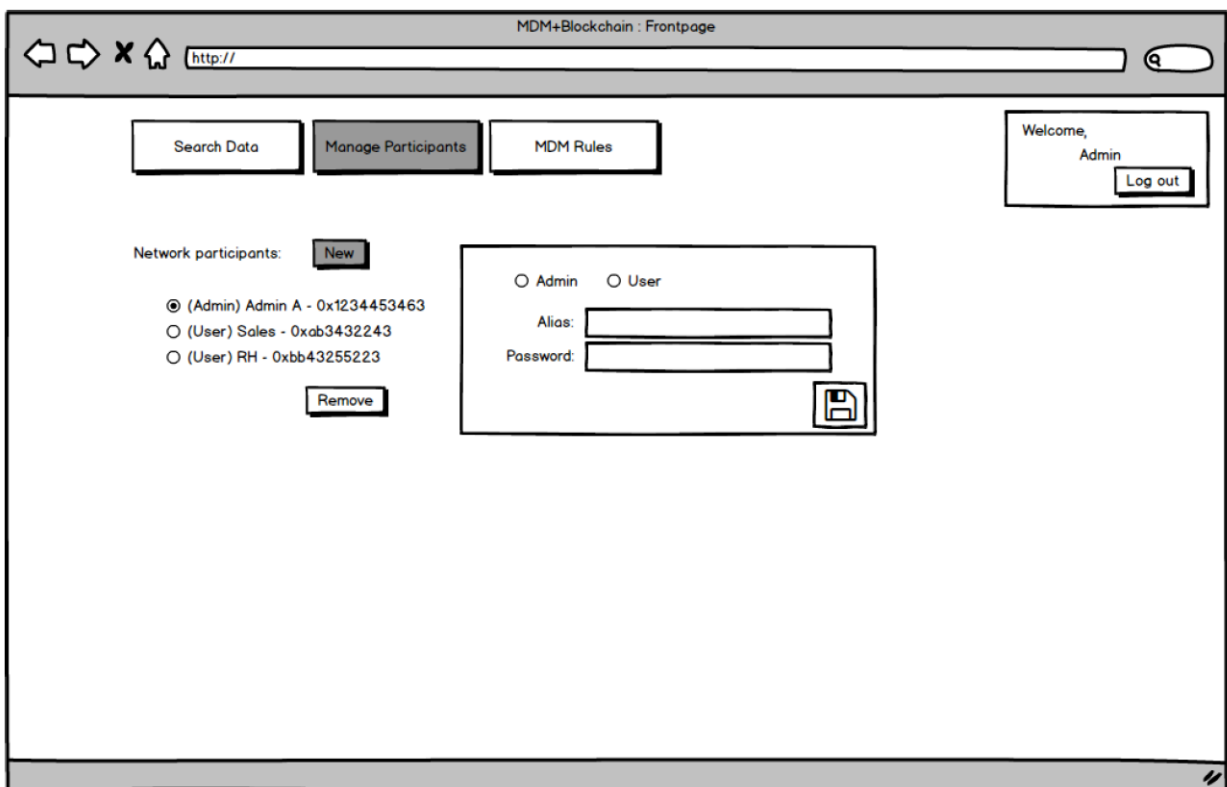 MDM+Blockchain : Frontpage
http://
Search Data
Manage Participants
MDM Rules
Welcome,
Admin
Log out
Network participants:
New
(Admin) Admin A - 0x1234453463
(User) Sales - 0xab3432243
(User) RH - 0xbb43255223
Remove
Admin
User
Alias:
Password: